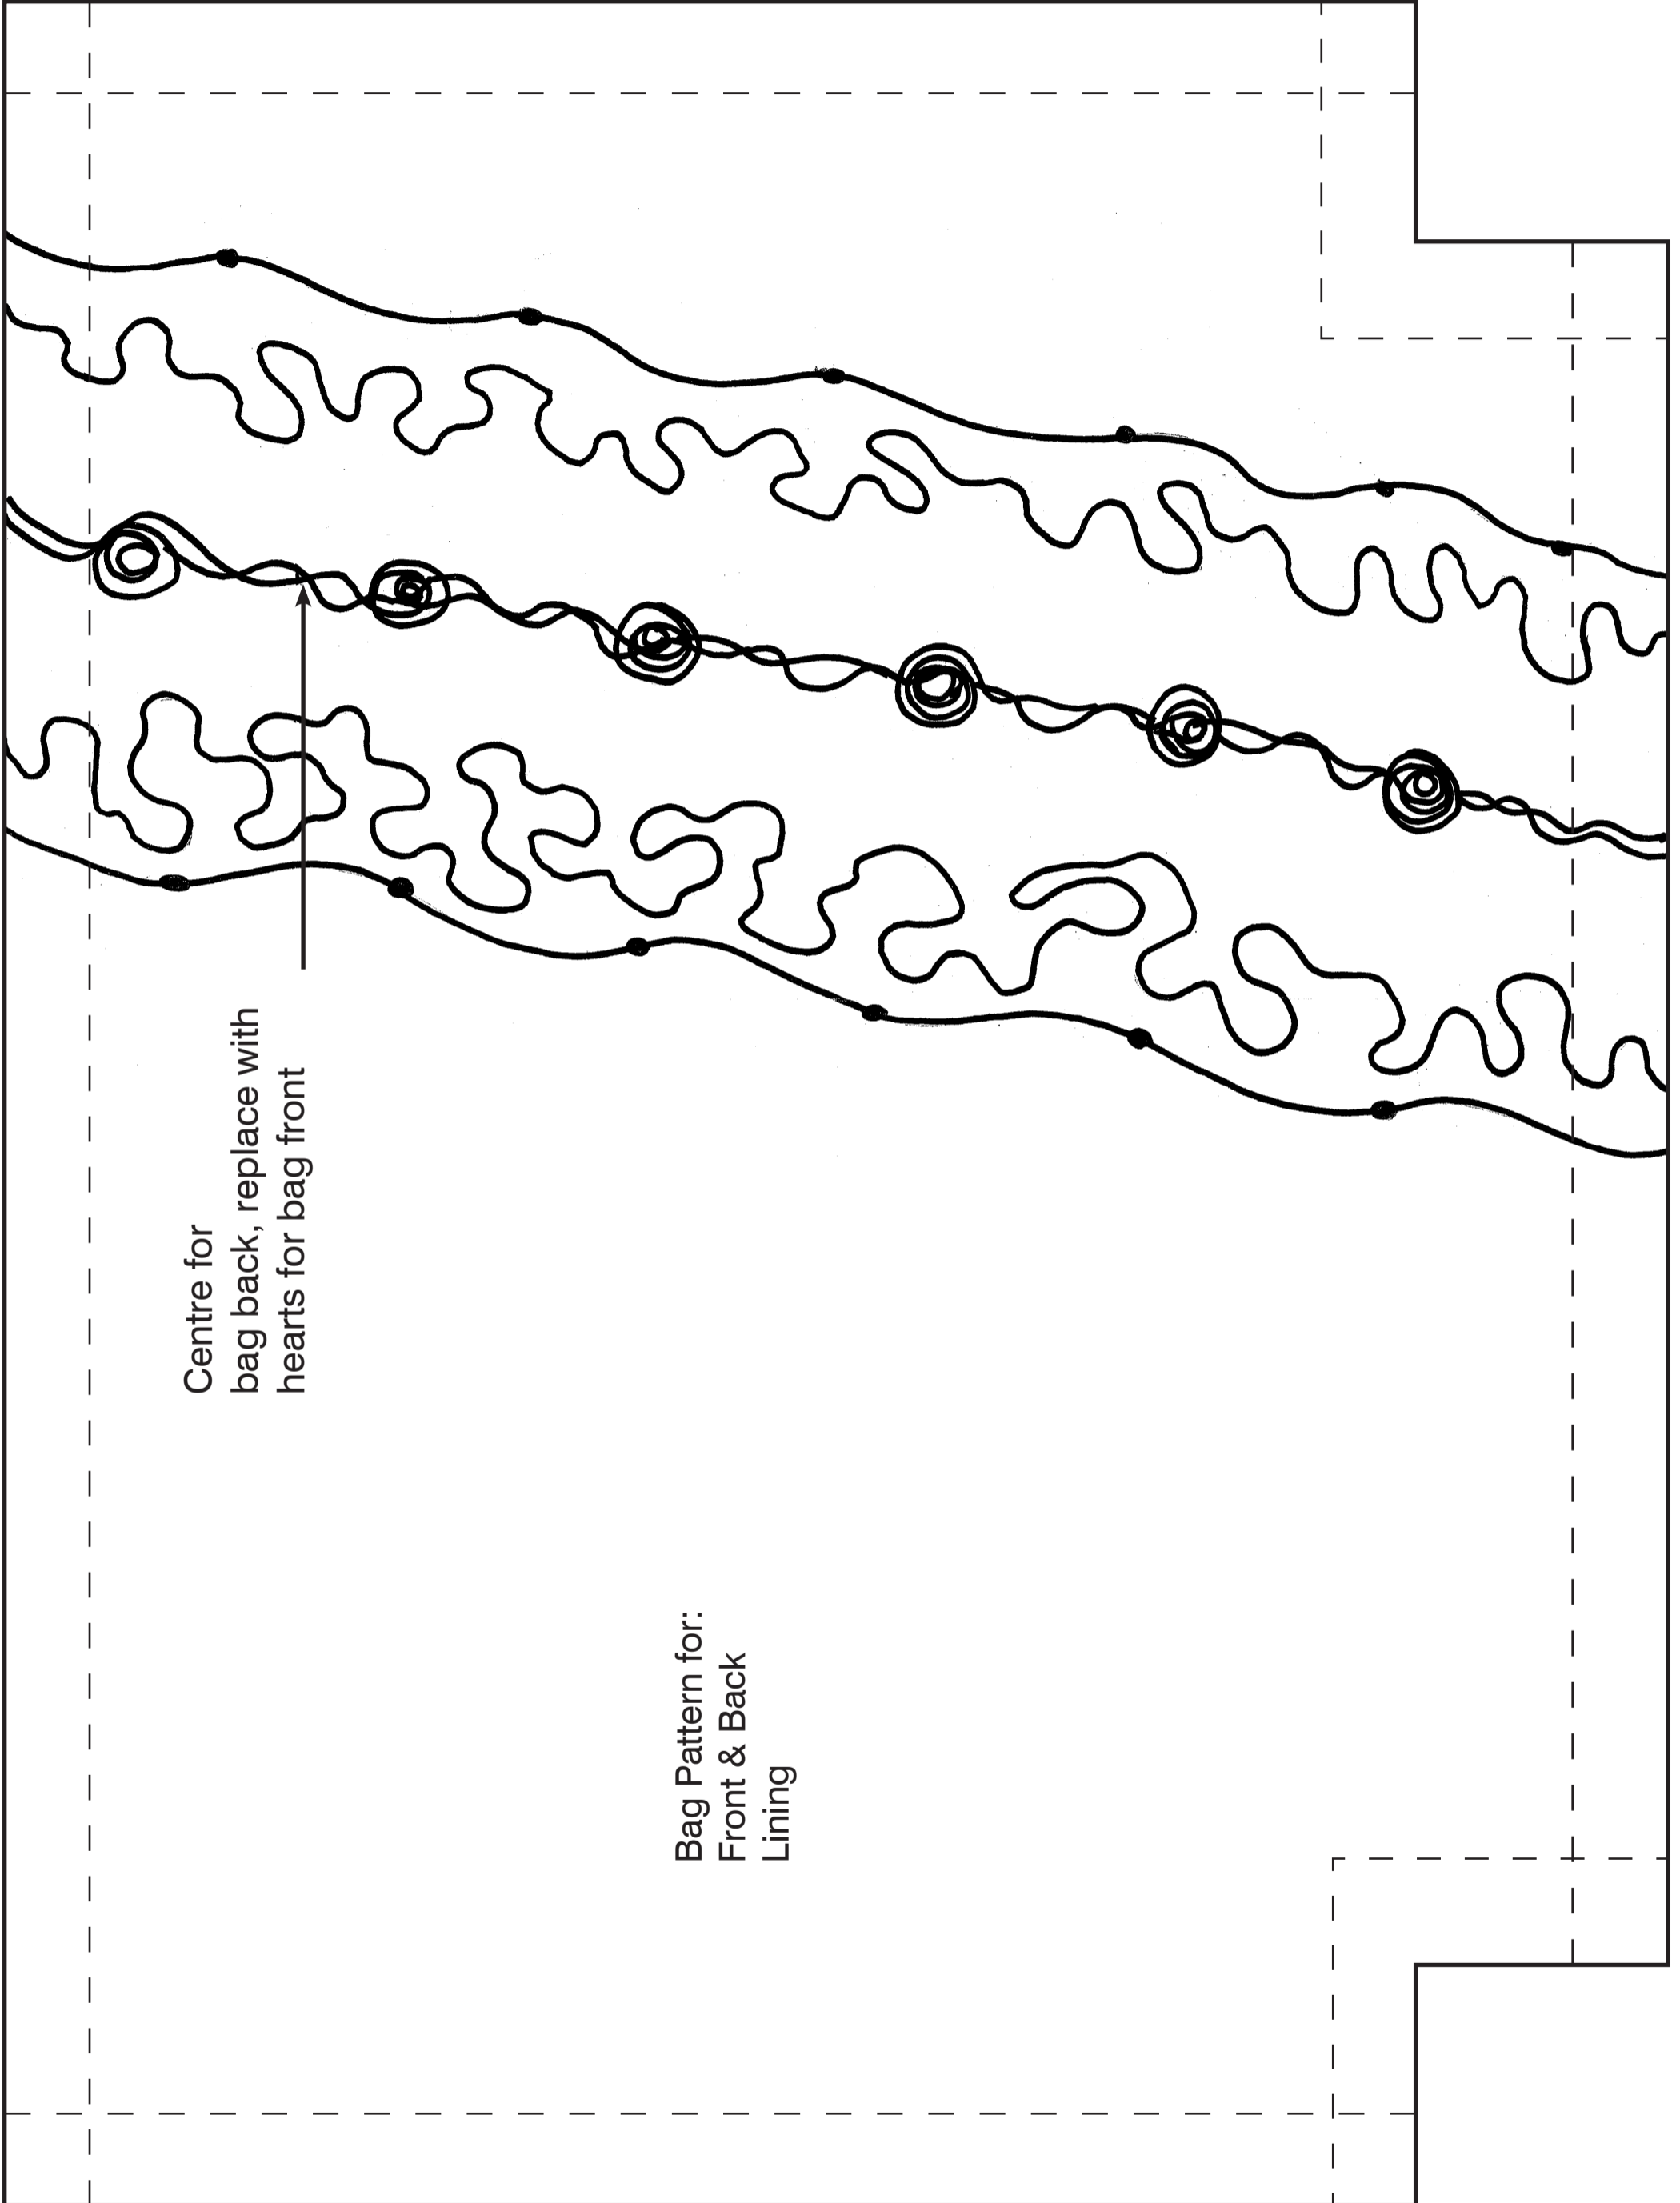 Centre for
bag back, replace with
hearts for bag front
Bag Pattern for:
Front & Back
Lining